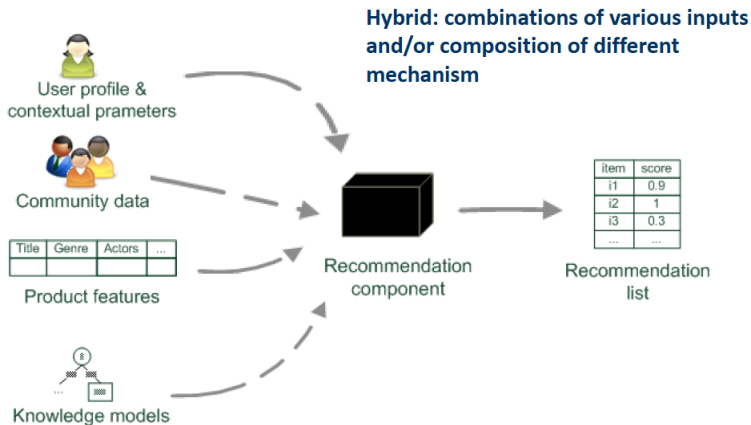 Hybrid: combinations of various inputs
and/or composition of different
mechanism
User profile &
contextual prameters
Community data
Title Genre Actors ...
Product features
Knowledge models
...
Recommendation
component
item score
i1 0.9
i2 1
i3 0.3
... ...
Recommendation
list